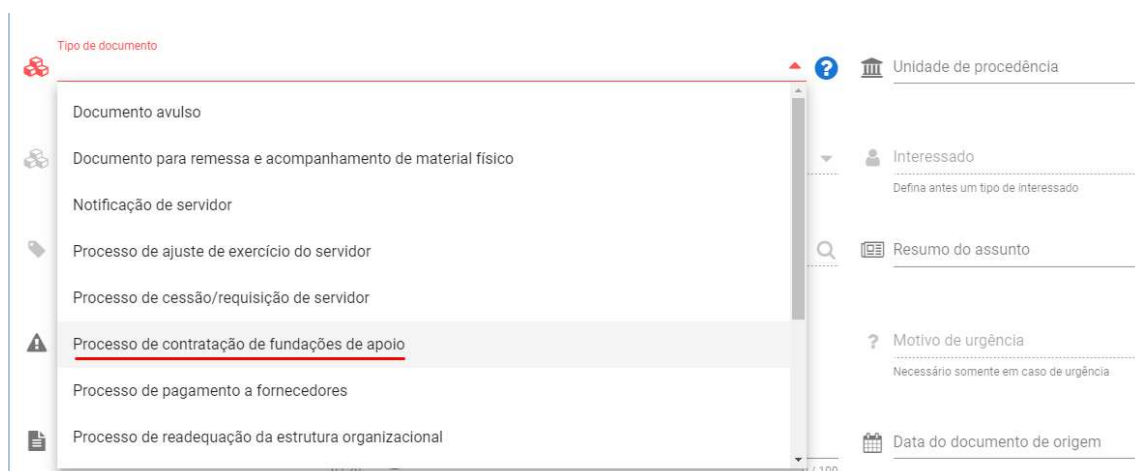 Tipo de documento
Unidade de procedência
Documento avulso
Documento para remessa e acompanhamento de material físico
Interessado
Defina antes um tipo de interessado
Notificação de servidor
Processo de ajuste de exercício do servidor
Resumo do assunto
Processo de cessão/requisição de servidor
Processo de contratação de fundações de apoio
Motivo de urgência
Necessário somente em caso de urgência
Processo de pagamento a fornecedores
Processo de readequação da estrutura organizacional
Data do documento de origem